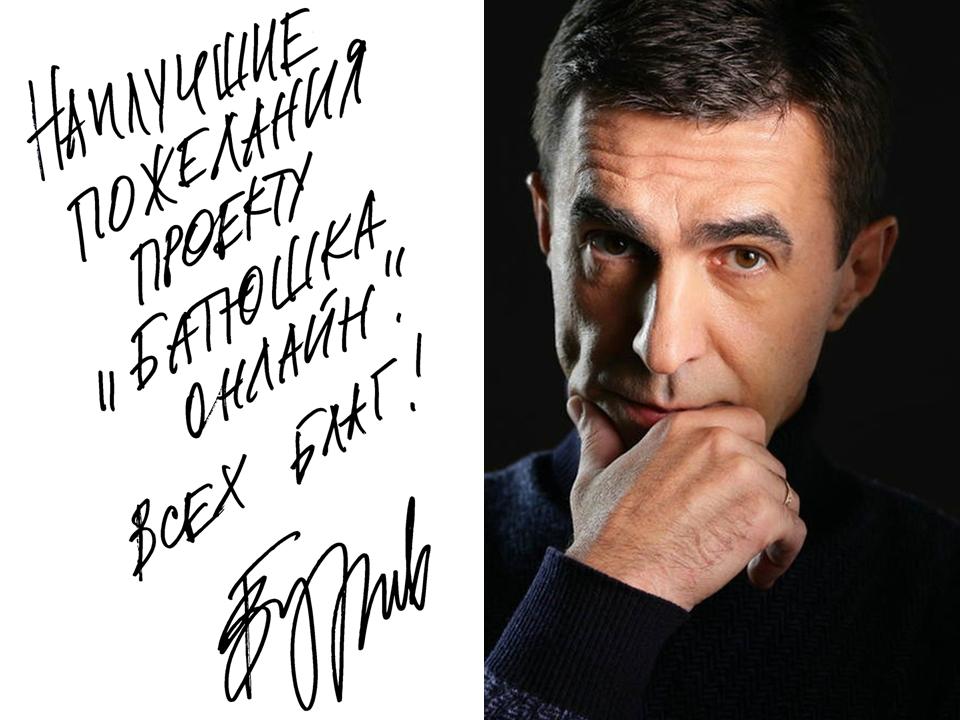 НАИЛУЧШИЕ
ПОЖЕЛАНИЯ
ПРОЕКТУ
"БАТЮШКА
ОНЛАЙН".
ВСЕХ БЛАГ!